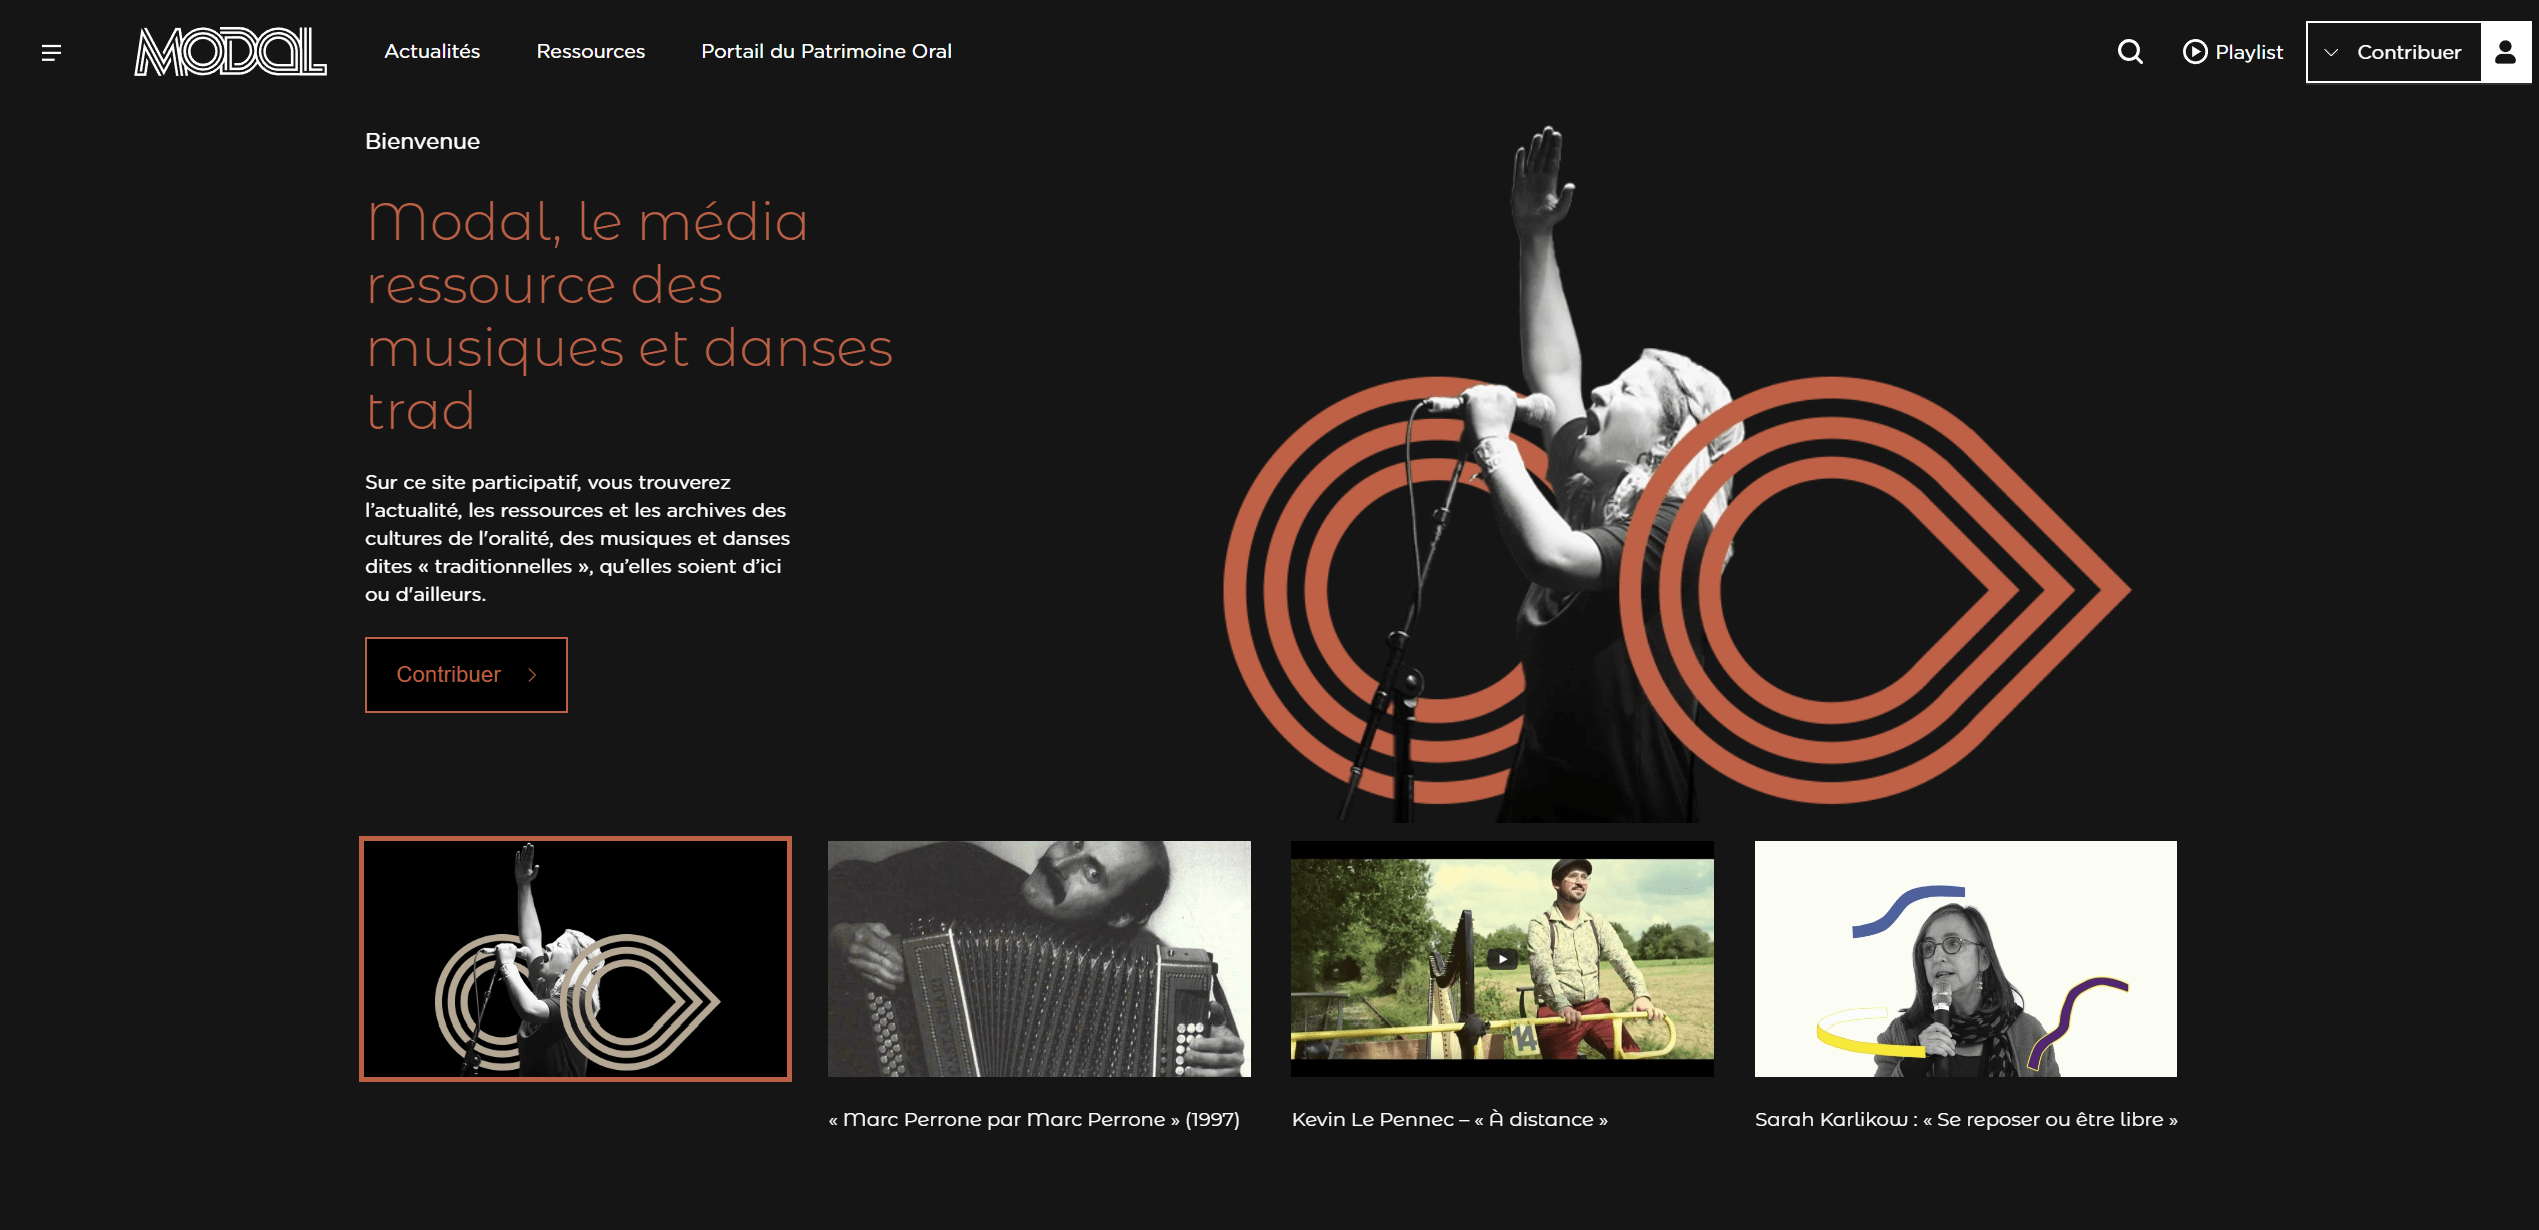 MODAL
Actualités
Ressources
Portail du Patrimoine Oral
Playlist
Contribuer
Bienvenue
Modal, le média
ressource des
musiques et danses
trad
Sur ce site participatif, vous trouverez
l’actualité, les ressources et les archives des
cultures de l'oralité, des musiques et danses
dites « traditionnelles », qu’elles soient d’ici
ou d'ailleurs.
Contribuer
14
« Marc Perrone par Marc Perrone » (1997)
Kevin Le Pennec – « À distance »
Sarah Karlikow : « Se reposer ou être libre »